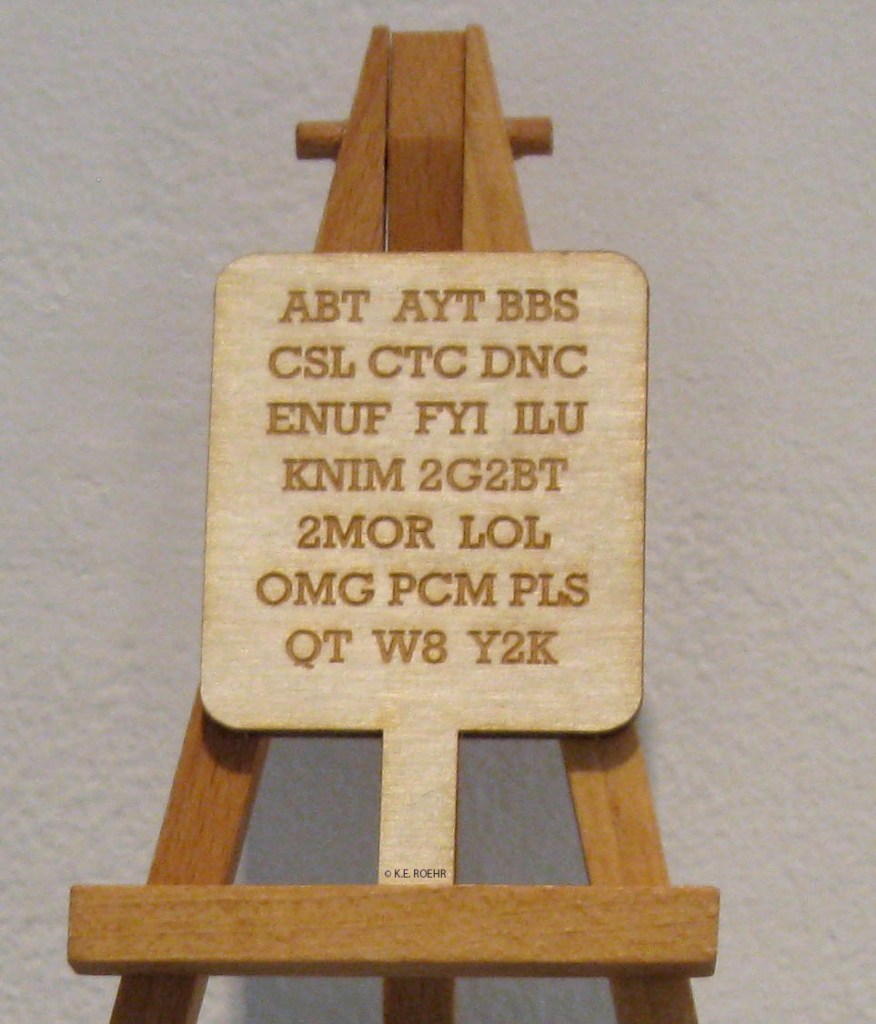 ABT AYT BBS
CSL CTC DNC
ENUF FYI ILU
KNIM 2G2BT
2MOR LOL
OMG PCM PLS
QT W8 Y2K
© K.E. ROEHR